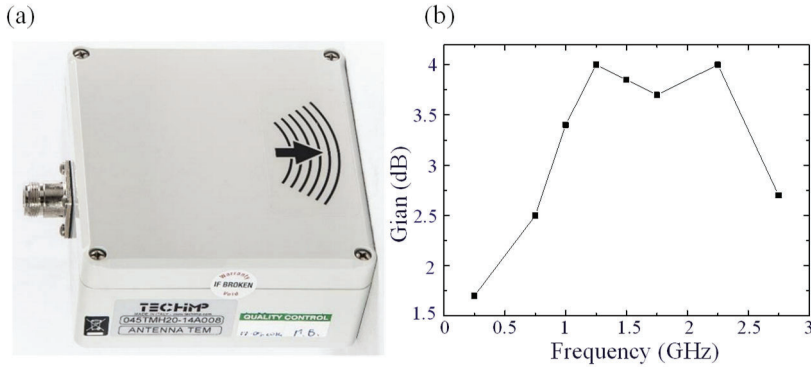 (a)
(b)
Warranty
IF BROKEN
Void
TECHIMP
045TMH20-14A008
ANTENNA TEM
QUALITY CONTROL
M.B.
4
3.5
3
2.5
2
1.5
Gian (dB)
0
0.5
1
1.5
2
2.5
3
Frequency (GHz)